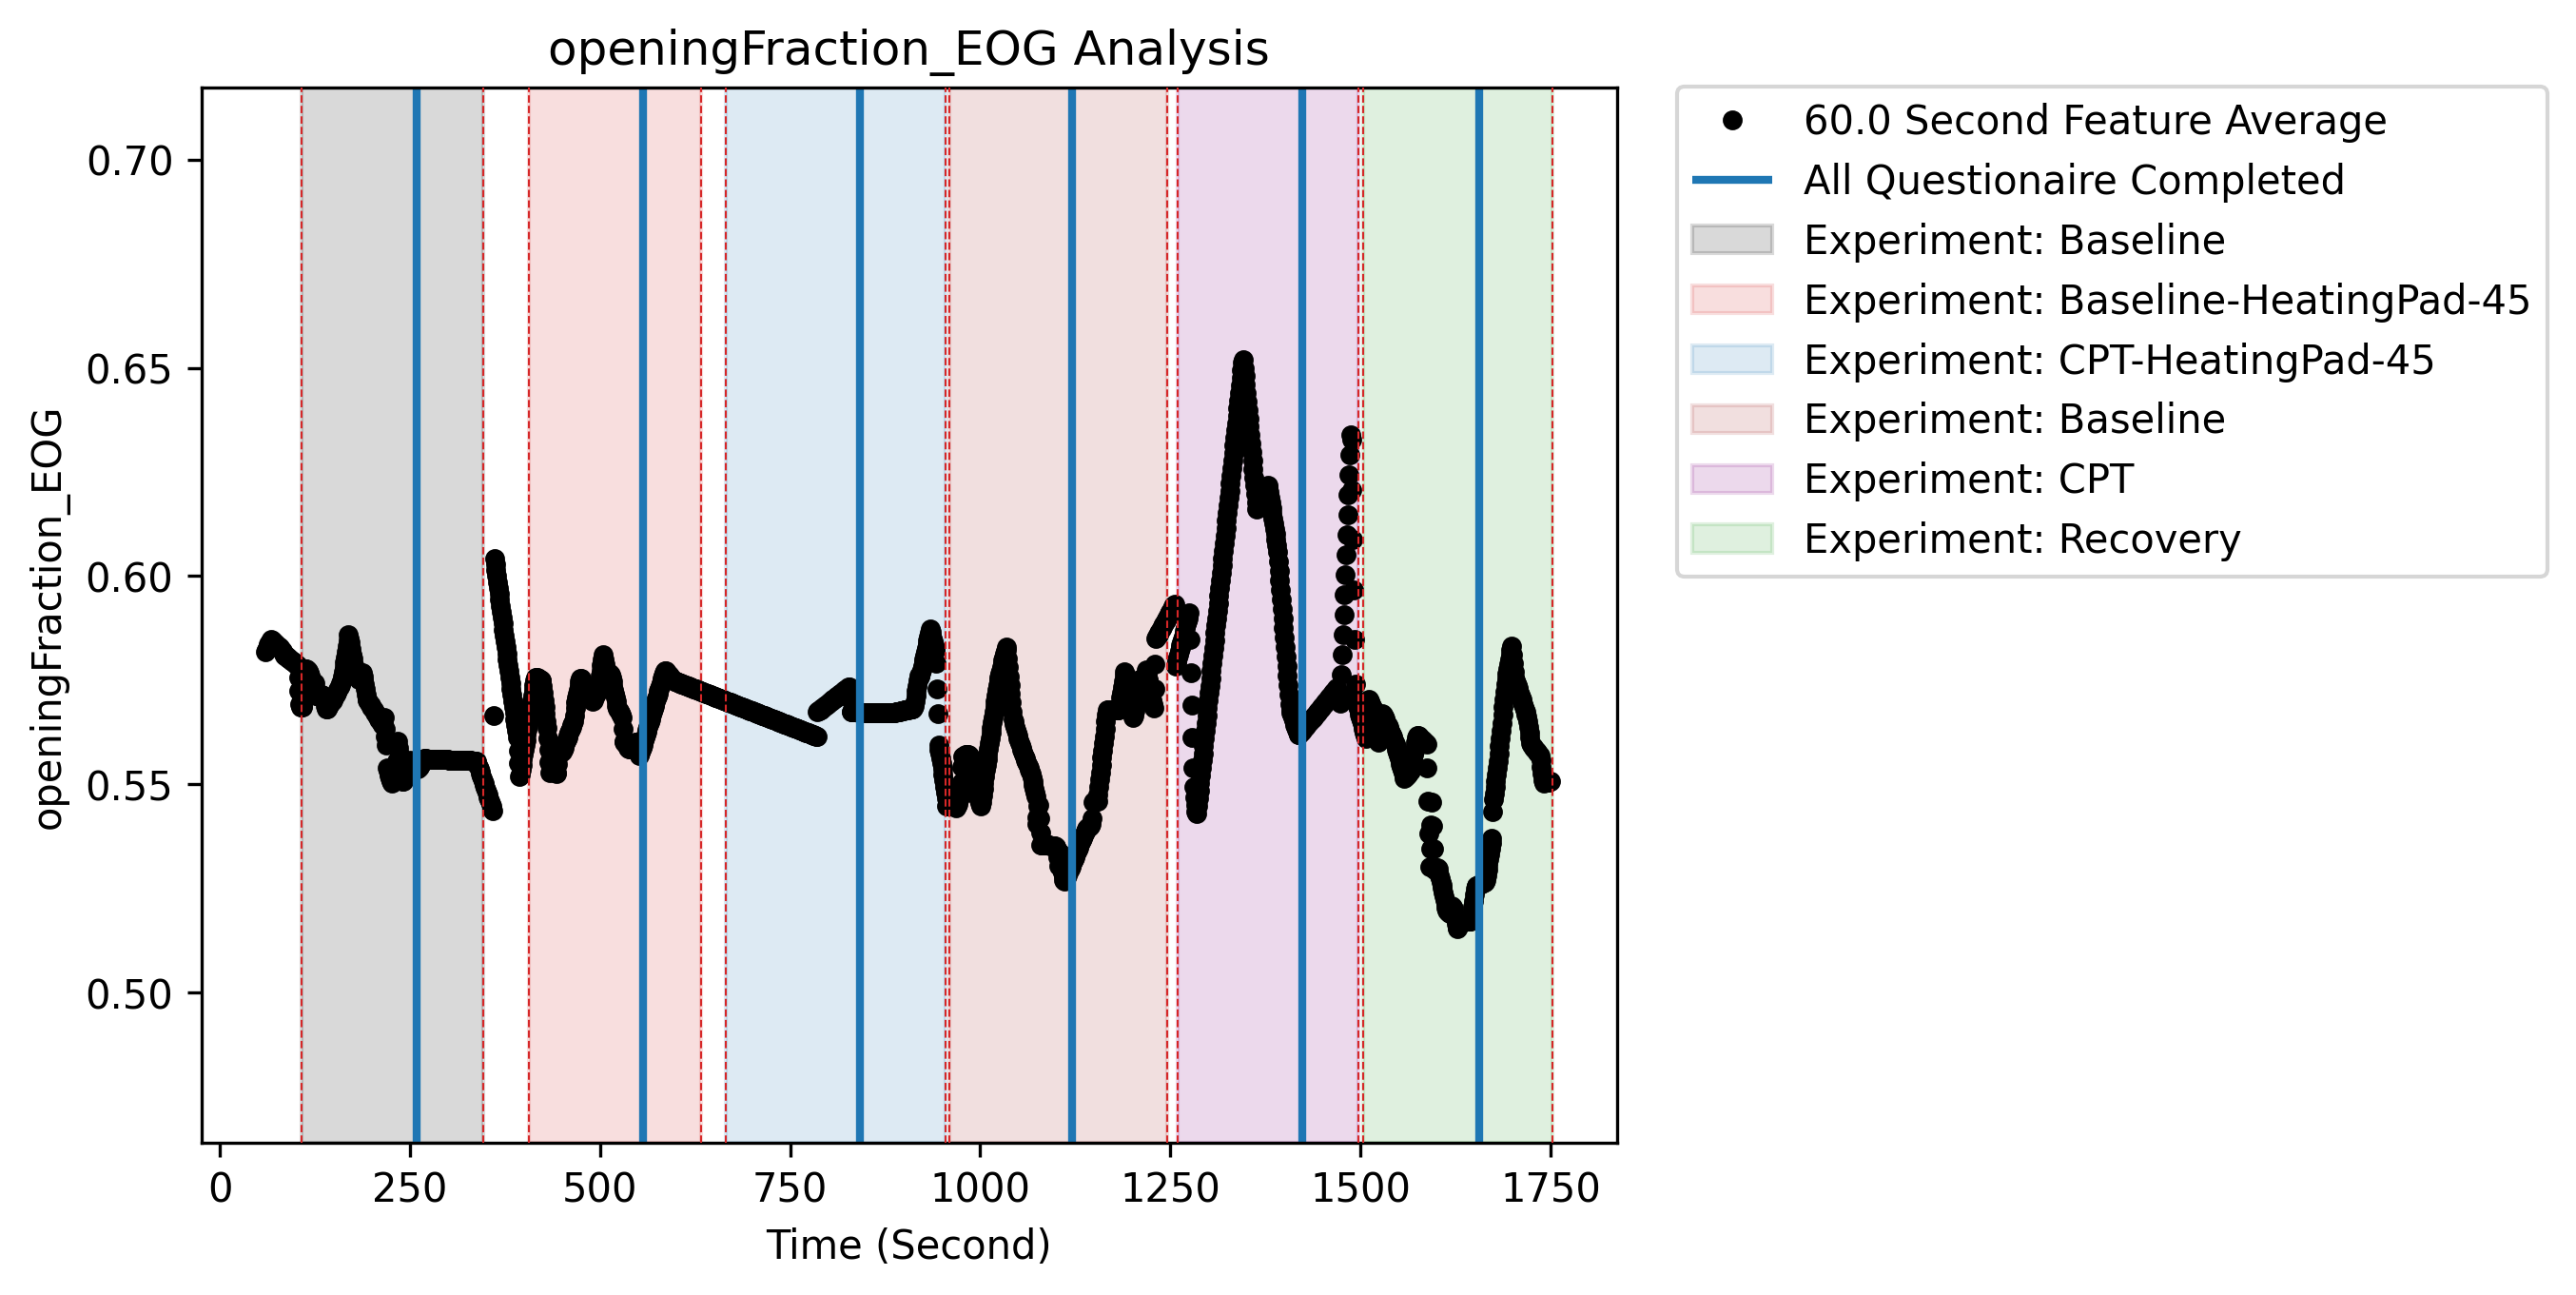 openingFraction_EOG Analysis
openingFraction_EOG
0.70
0.65
0.60
0.55
0.50
0
250
500
750
1000
1250
1500
1750
Time (Second)
60.0 Second Feature Average
All Questionaire Completed
Experiment: Baseline
Experiment: Baseline-HeatingPad-45
Experiment: CPT-HeatingPad-45
Experiment: Baseline
Experiment: CPT
Experiment: Recovery